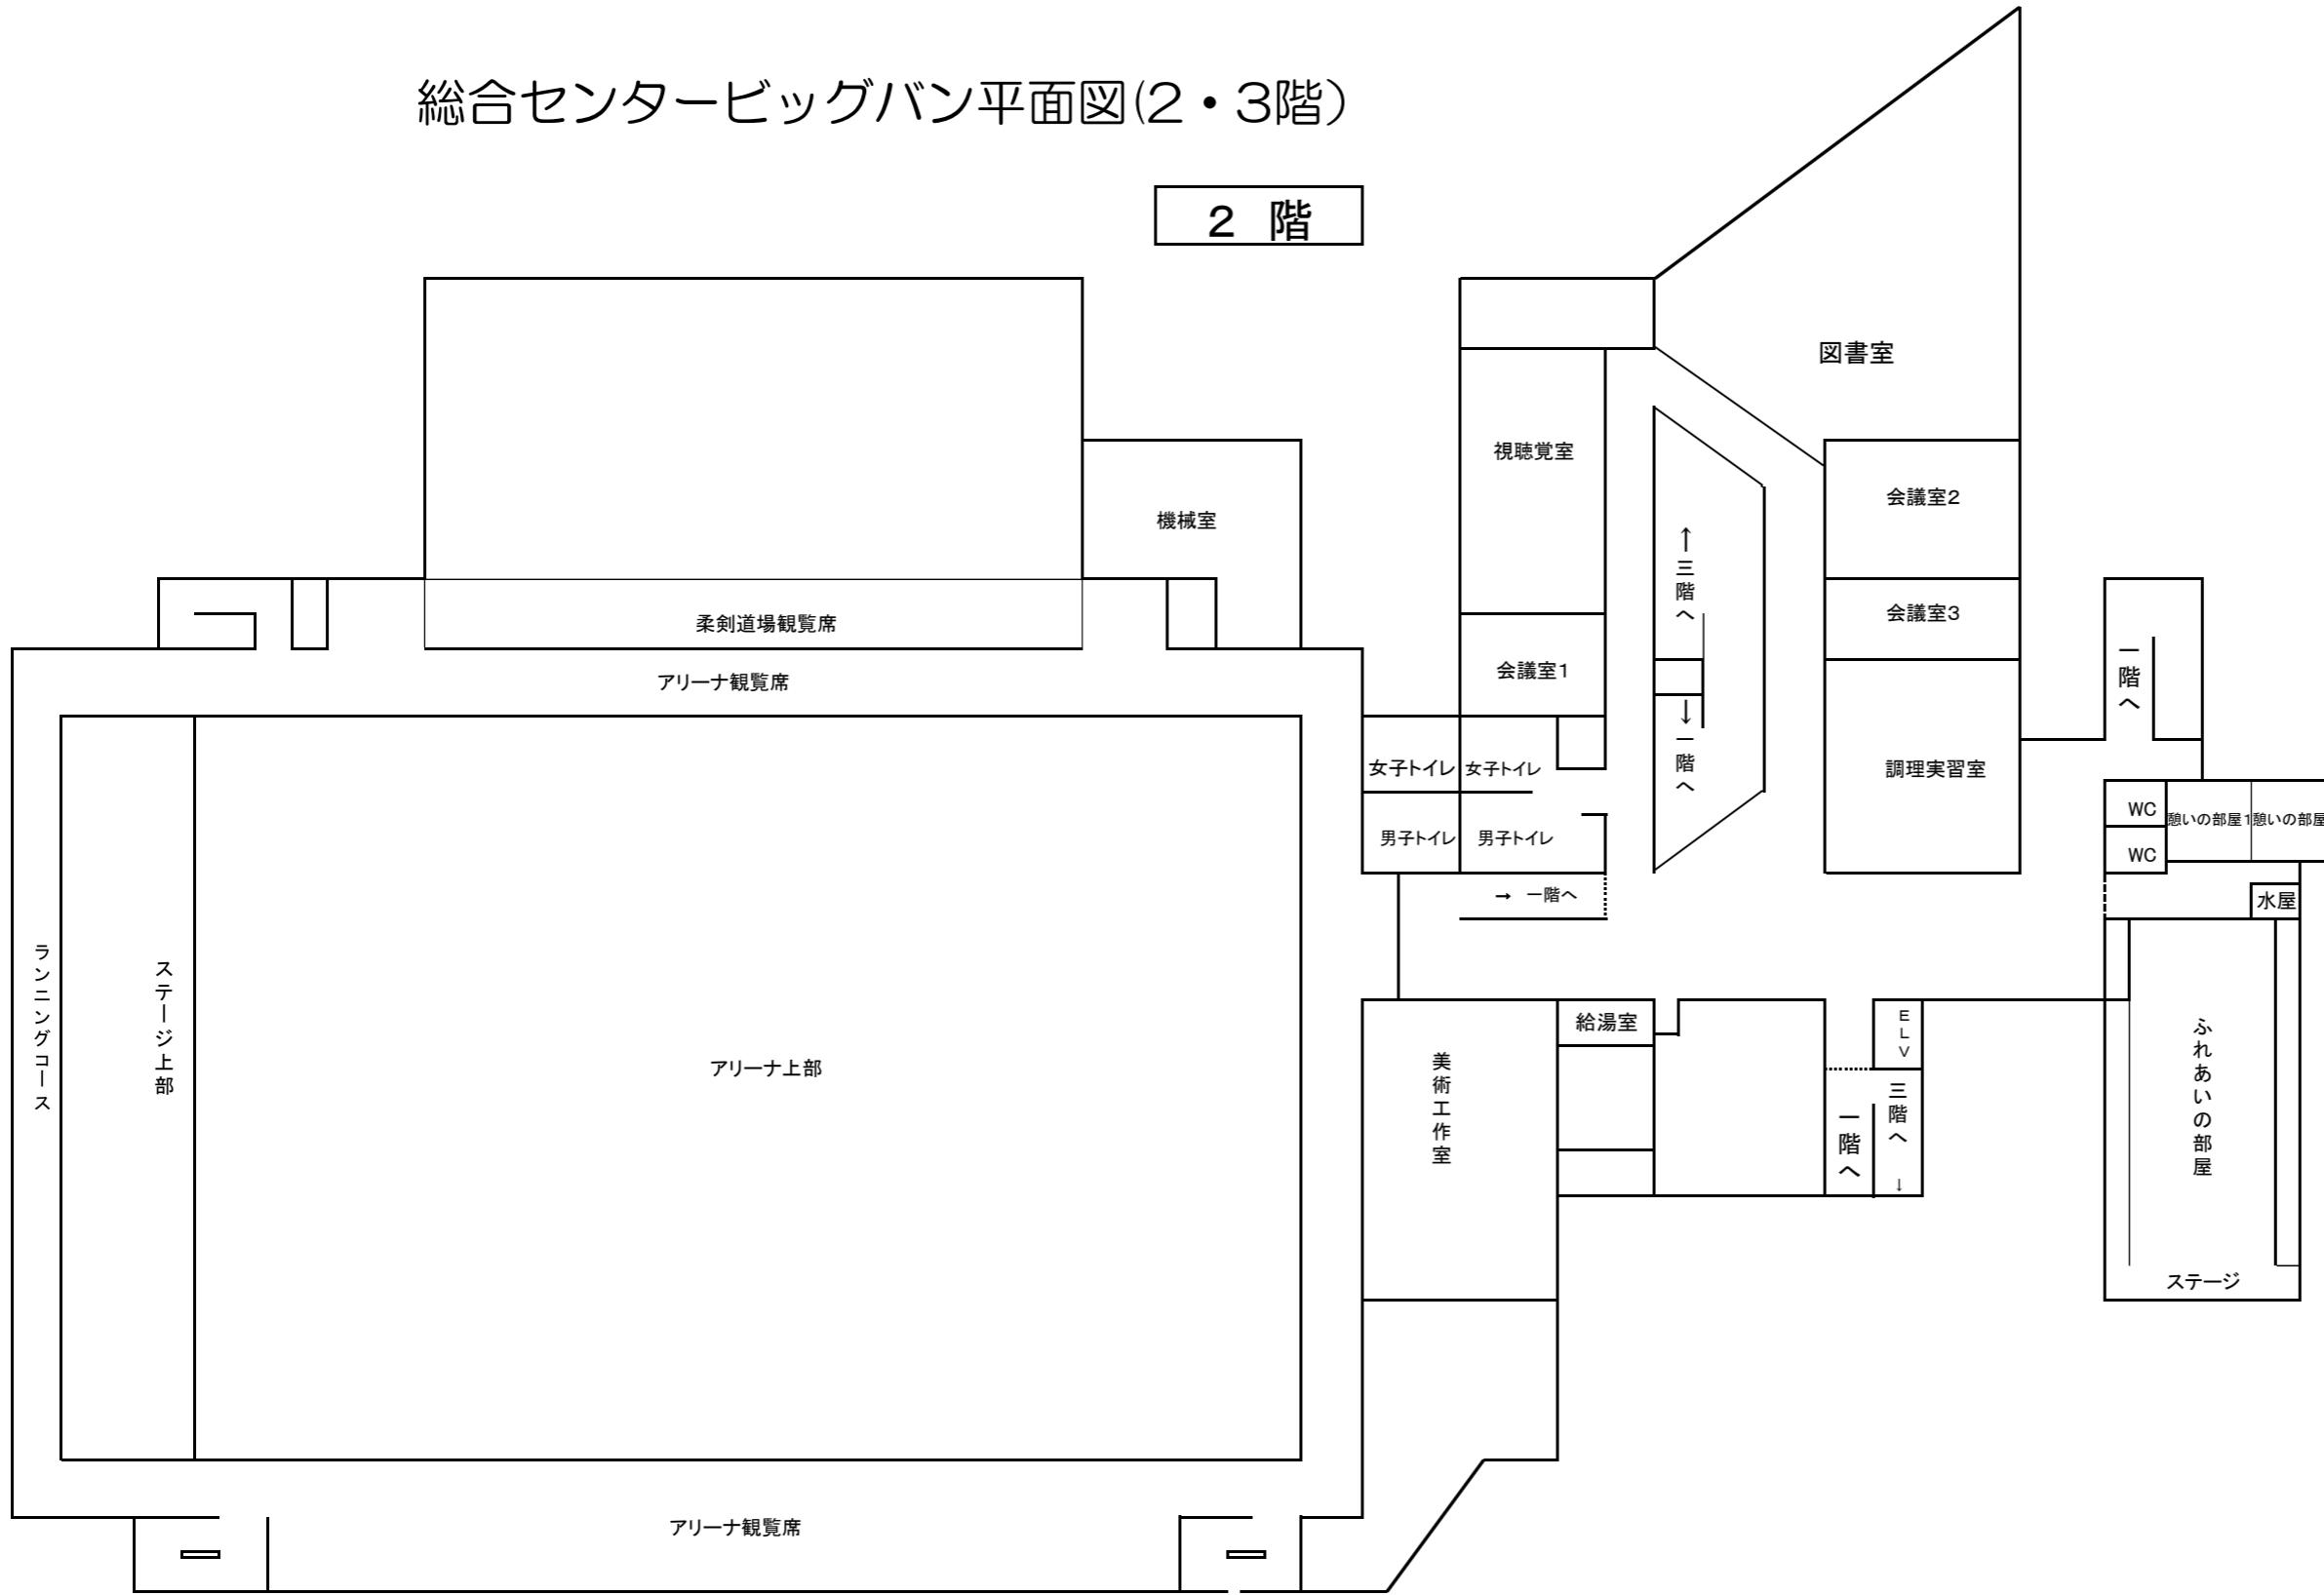 総合センタービッグバン平面図(2・3階)
2 階
図書室
視聴覚室
会議室2
機械室
↑三階へ
会議室3
柔剣道場観覧席
会議室1
一階へ
アリーナ観覧席
↓一階へ
女子トイレ
女子トイレ
調理実習室
WC
憩いの部屋1
憩いの部屋
男子トイレ
男子トイレ
WC
→ 一階へ
水屋
ランニングコース
ステージ上部
アリーナ上部
美術工作室
給湯室
ELV
一階へ
三階へ ↓
ふれあいの部屋
ステージ
アリーナ観覧席